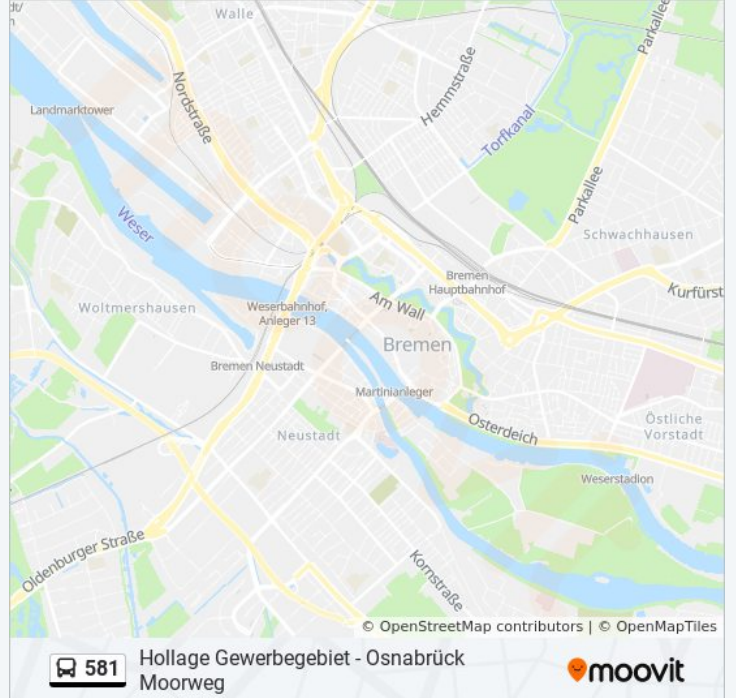 dt/
Walle
Parkallee
Nordstraße
Hemmstraße
Landmarktower
Torfkanal
Parkallee
Weser
Schwachhausen
Bremen
Hauptbahnhof
Kurfürst
Woltmershausen
Weserbahnhof,
Anleger 13
Am Wall
Bremen
Bremen Neustadt
Martinianleger
Osterdeich
Östliche
Vorstadt
Neustadt
Weserstadion
Oldenburger Straße
Kornstraße
© OpenStreetMap contributors | © OpenMapTiles
581
Hollage Gewerbegebiet - Osnabrück
Moorweg
moovit